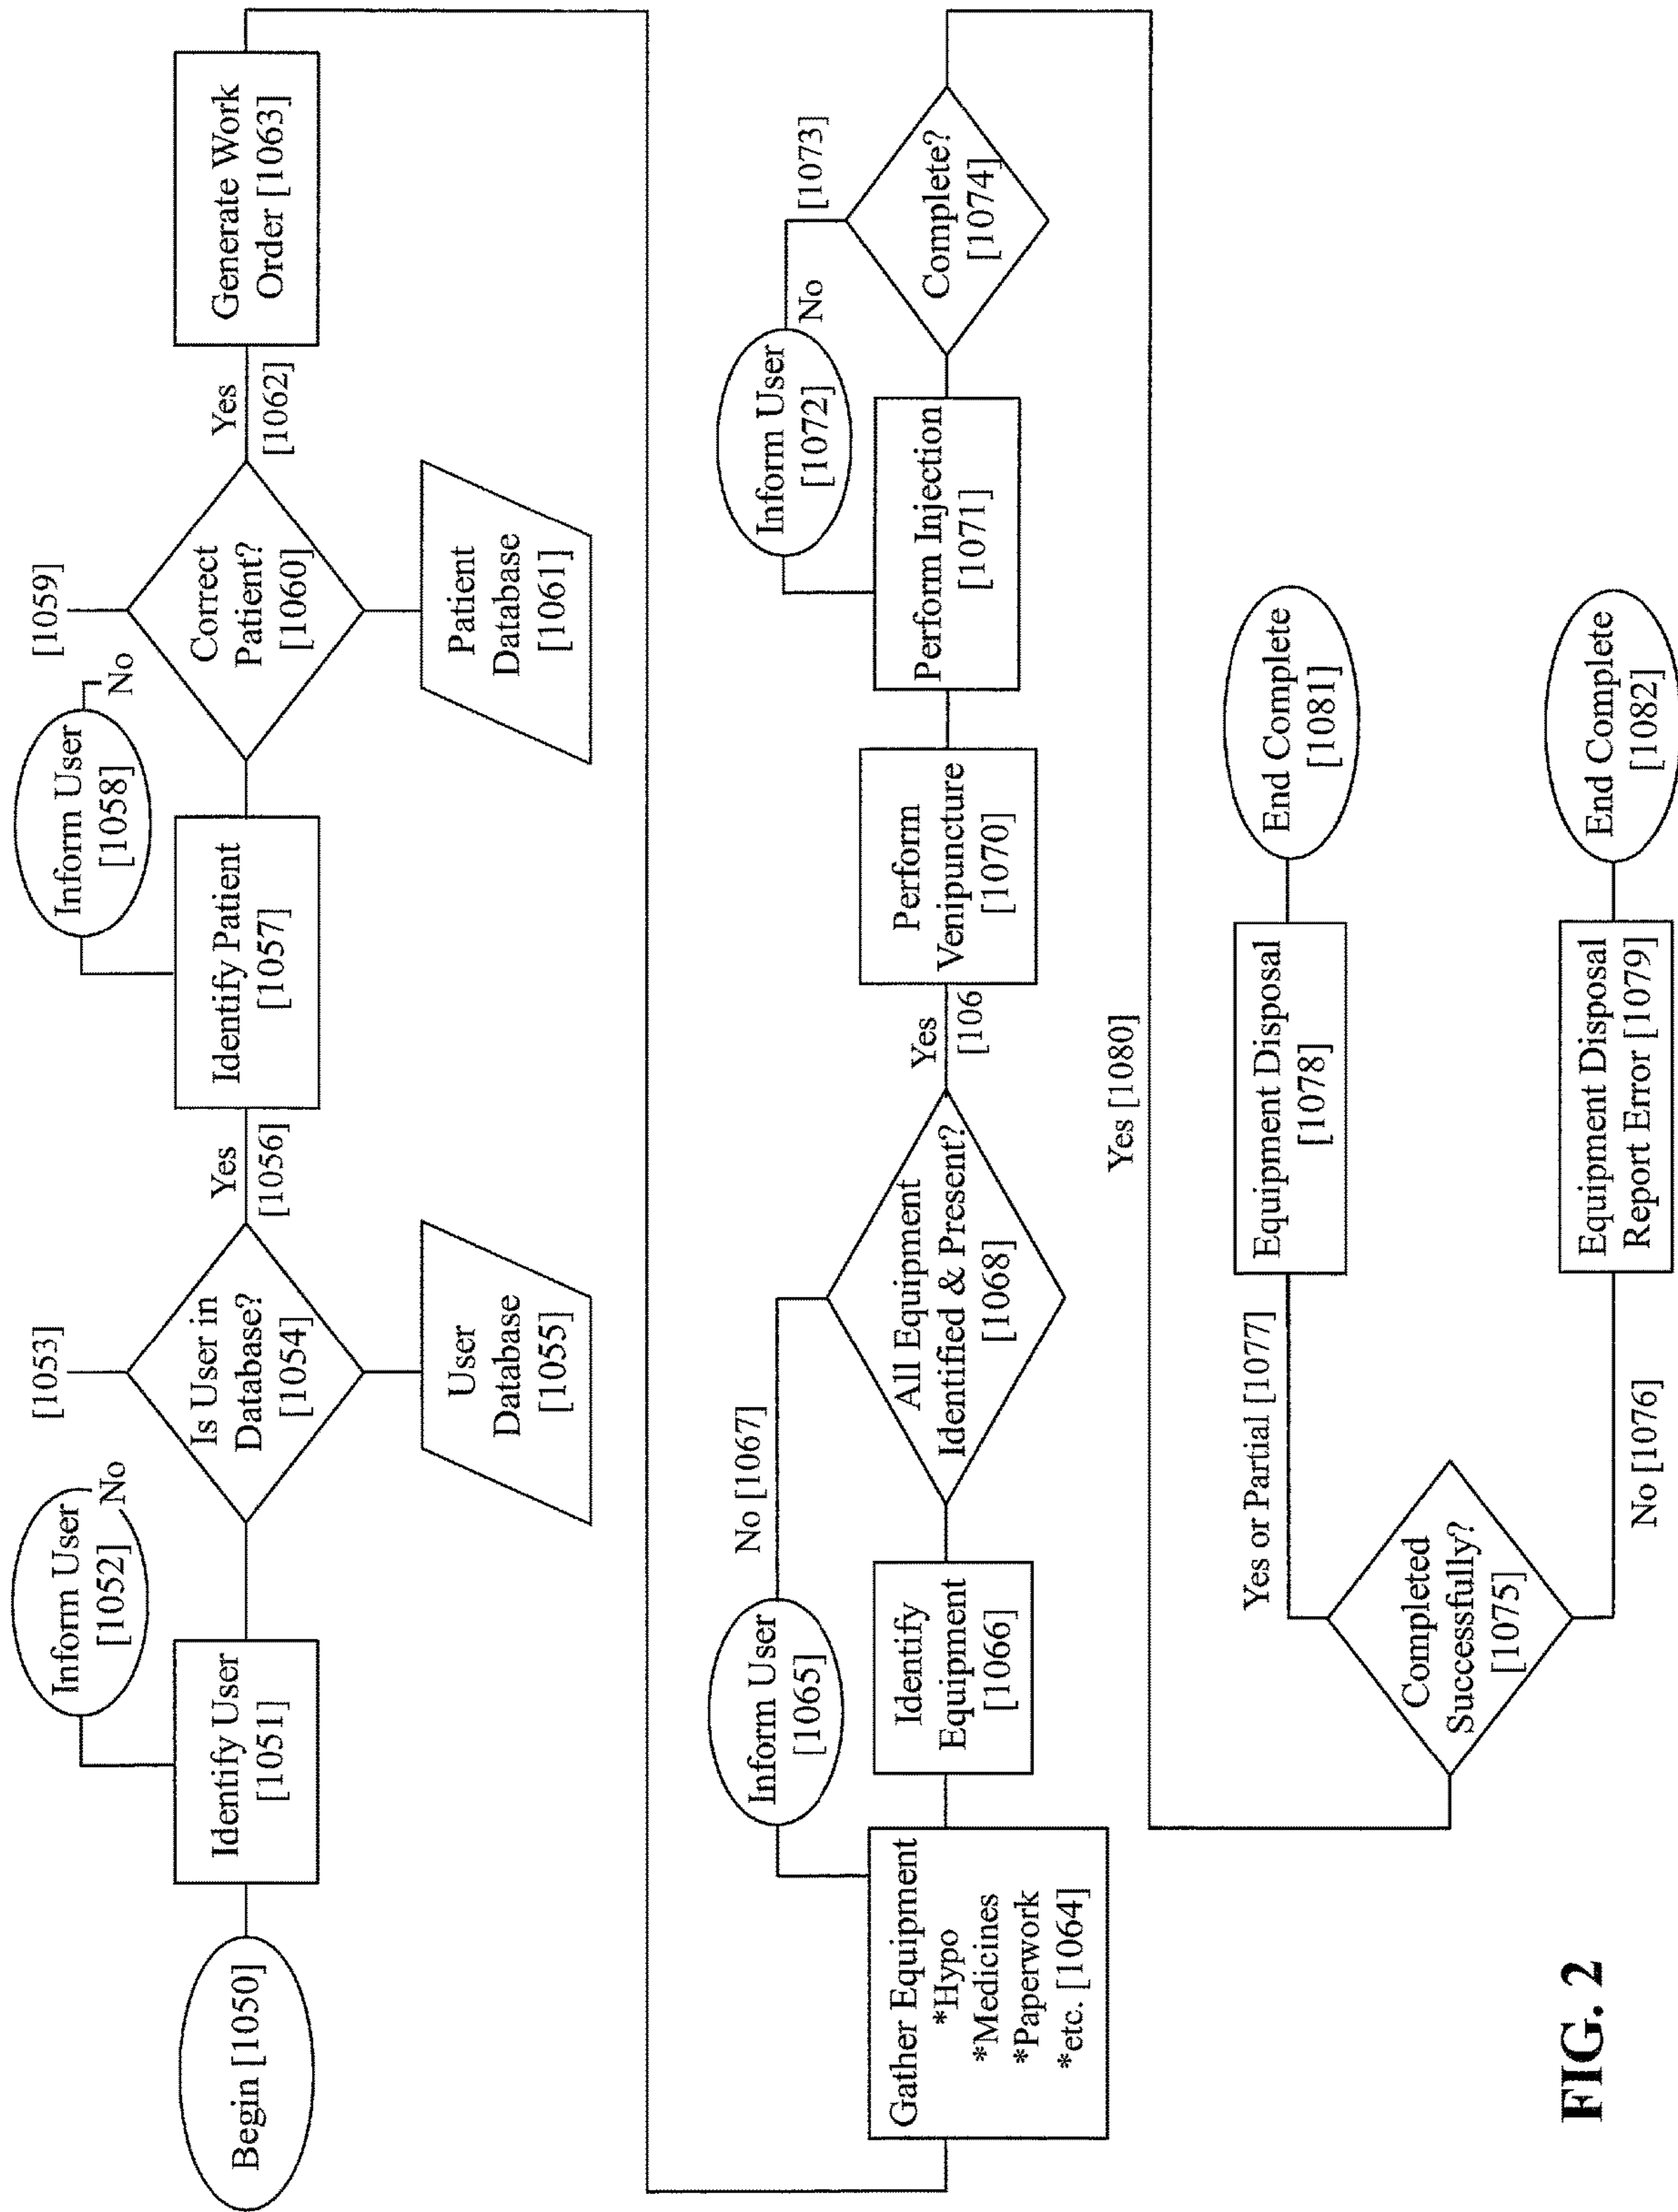 Begin [1050]
Identify User
[1051]
Inform User
[1052]
No
[1053]
Is User in
Database?
[1054]
User
Database
[1055]
Yes
[1056]
Identify Patient
[1057]
Inform User
[1058]
No
[1059]
Correct
Patient?
[1060]
Patient
Database
[1061]
Yes
[1062]
Generate Work
Order [1063]
Gather Equipment
*Hypo
*Medicines
*Paperwork
*etc. [1064]
Inform User
[1065]
Identify
Equipment
[1066]
No [1067]
All Equipment
Identified & Present?
[1068]
Yes
[106
Perform
Venipuncture
[1070]
Perform Injection
[1071]
Inform User
[1072]
No
[1073]
Complete?
[1074]
Yes [1080]
Completed
Successfully?
[1075]
Yes or Partial [1077]
Equipment Disposal
[1078]
End Complete
[1081]
No [1076]
Equipment Disposal
Report Error [1079]
End Complete
[1082]
FIG. 2